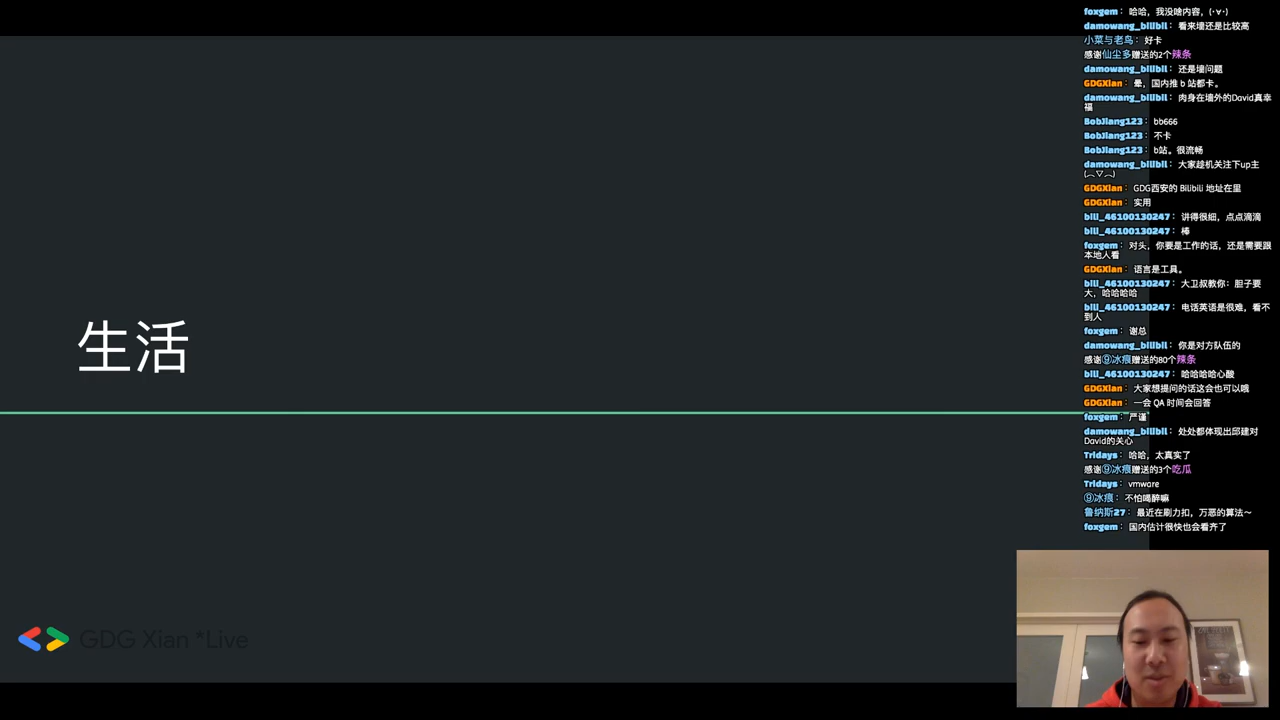 foxgem：哈哈，我没啥内容，(·∀·)
damowang_bilibil：看来墙还是比较高
小菜与老鸟：好卡
感谢仙尘多赠送的2个辣条
damowang_bilibil：还是墙问题
GDGXian：晕，国内推 b 站都卡。
damowang_bilibil：肉身在墙外的David真幸
福
BobJiang123：bb666
BobJiang123：不卡
BobJiang123：b站。很流畅
damowang_bilibil：大家趁机关注下up主
(︶▽︶)
GDGXian：GDG西安的 Bilibili 地址在里
GDGXian：实用
bili_46100130247：讲得很细，点点滴滴
bili_46100130247：棒
foxgem：对头，你要是工作的话，还是需要跟
本地人看
GDGXian：语言是工具。
bili_46100130247：大卫叔教你：胆子要
大，哈哈哈哈
bili_46100130247：电话英语是很难，看不
到人
foxgem：谢总
damowang_bilibil：你是对方队伍的
感谢⑨冰痕赠送的80个辣条
bili_46100130247：哈哈哈哈心酸
GDGXian：大家想提问的话这会也可以哦
GDGXian：一会 QA 时间会回答
foxgem：严谨
damowang_bilibil：处处都体现出邱建对
David的关心
Tridays：哈哈，太真实了
感谢⑨冰痕赠送的3个吃瓜
Tridays：vmware
⑨冰痕：不怕喝醉嘛
鲁纳斯27：最近在刷力扣，万恶的算法～
foxgem：国内估计很快也会看齐了
生活
GDG Xian *Live